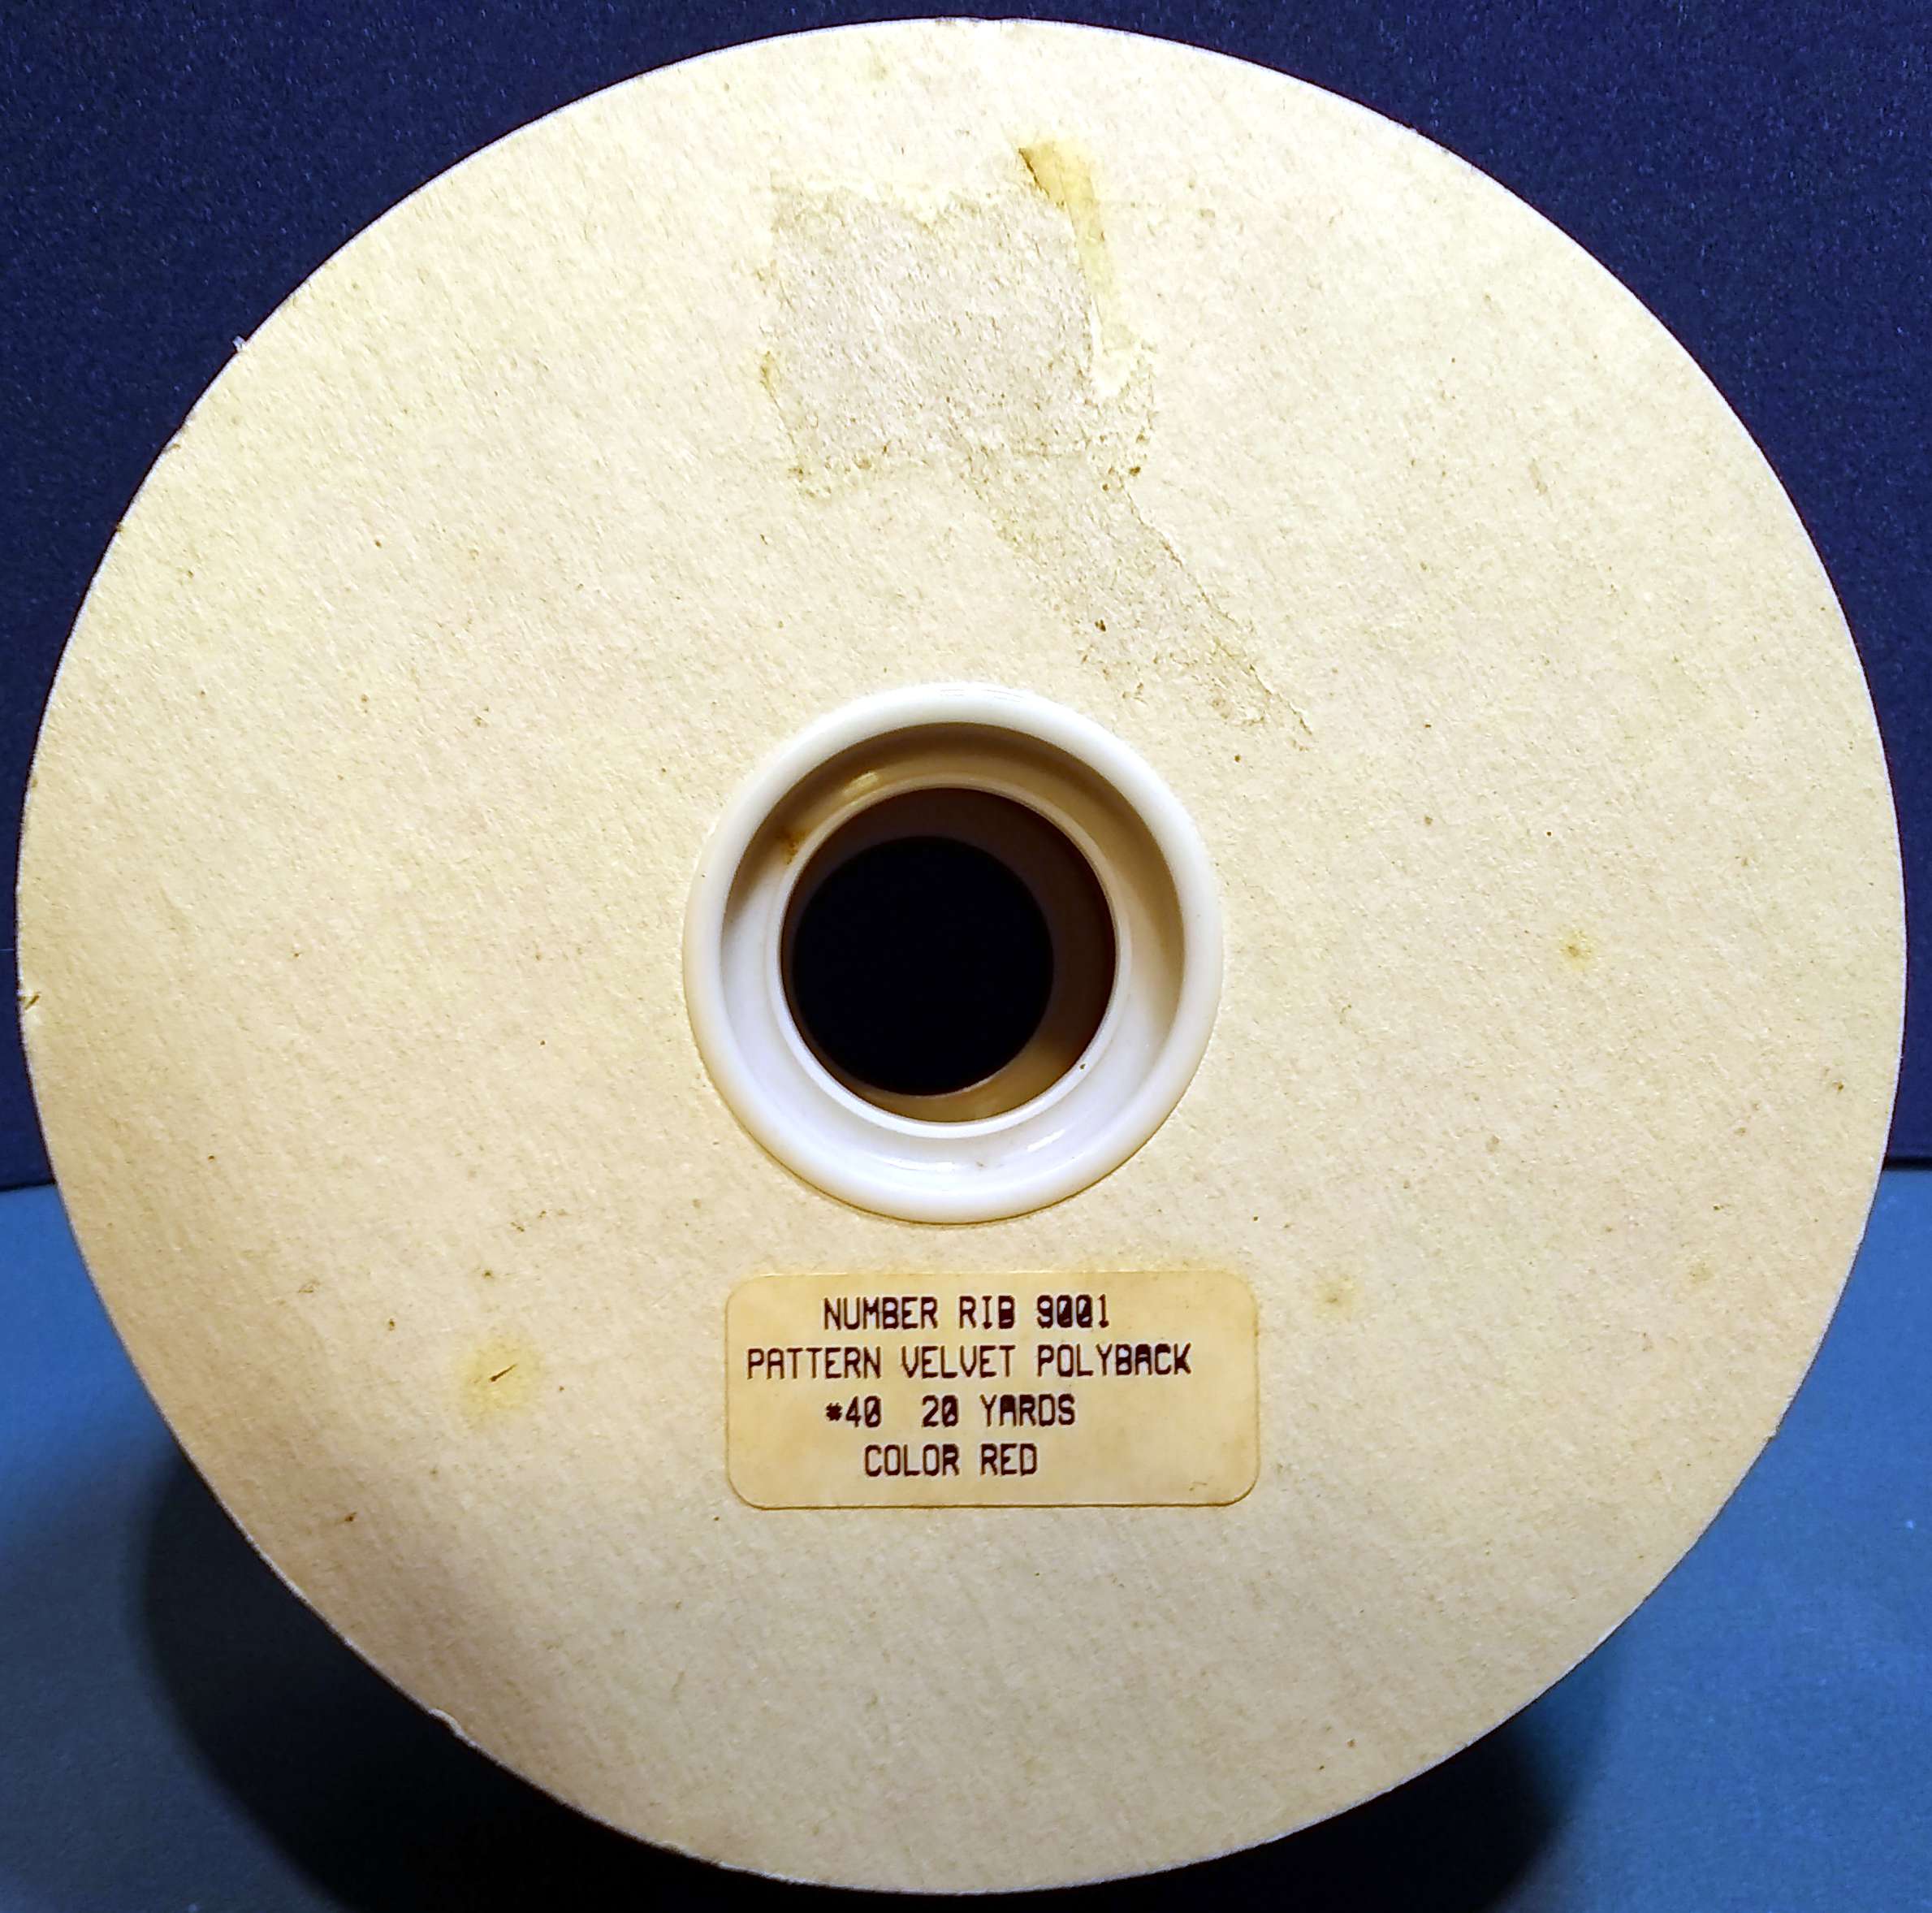 NUMBER RIB 9001
PATTERN VELVET POLYBACK
#40 20 YARDS
COLOR RED